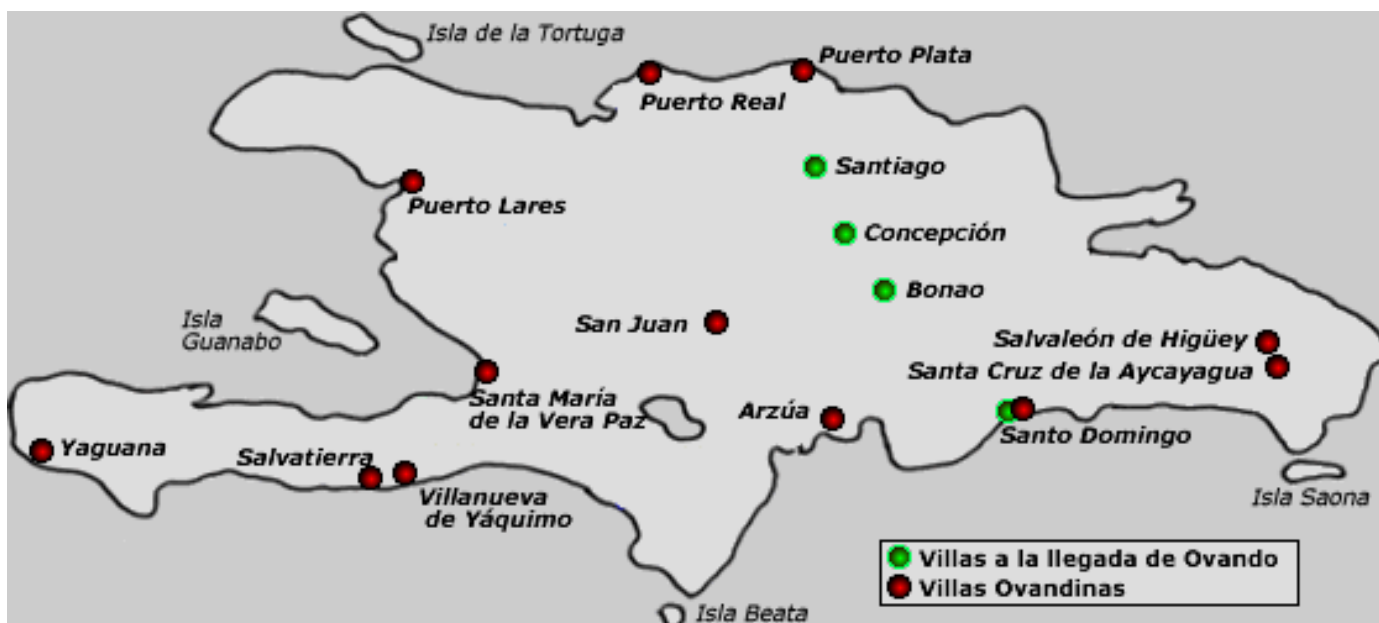 Isla de la Tortuga
Puerto Plata
Puerto Real
Santiago
Puerto Lares
Concepción
Bonao
Isla
Guanabo
San Juan
Salvaleón de Higüey
Santa Cruz de la Aycayagua
Santa María
de la Vera Paz
Arzúa
Santo Domingo
Yaguana
Salvatierra
Villanueva
de Yáquimo
Isla Saona
Villas a la llegada de Ovando
Villas Ovandinas
Isla Beata